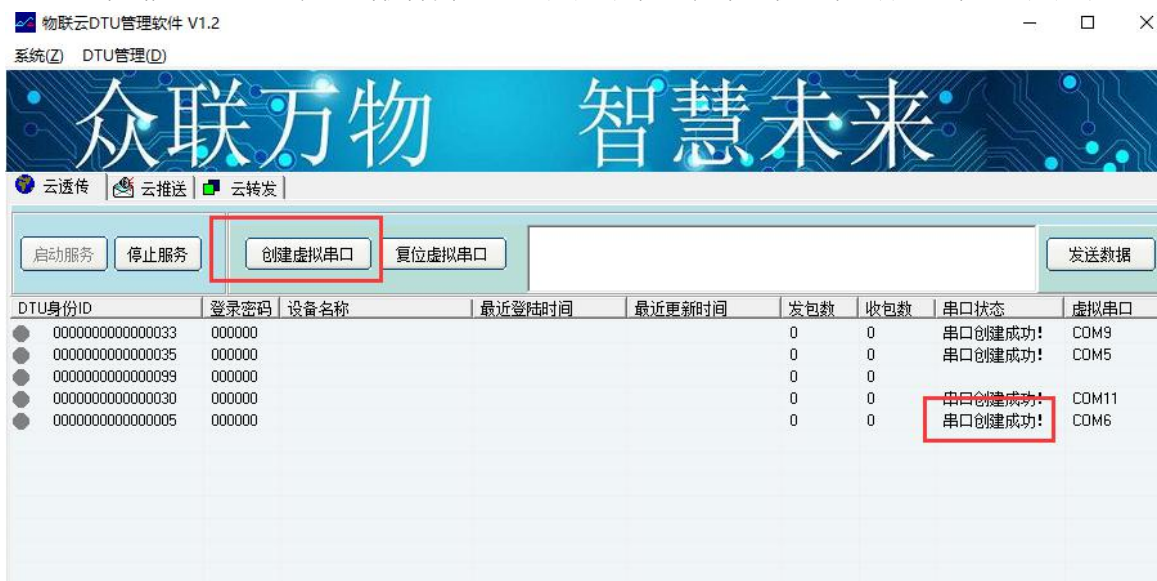 物联云DTU管理软件 V1.2
系统(Z) DTU管理(D)
众联万物 智慧未来
云透传 云推送 云转发
启动服务 停止服务 创建虚拟串口 复位虚拟串口 发送数据
DTU身份ID 登录密码 设备名称 最近登陆时间 最近更新时间 发包数 收包数 串口状态 虚拟串口
0000000000000033 000000 0 0 串口创建成功! COM9
0000000000000035 000000 0 0 串口创建成功! COM5
0000000000000099 000000 0 0
0000000000000030 000000 0 0 串口创建成功! COM11
0000000000000005 000000 0 0 串口创建成功! COM6